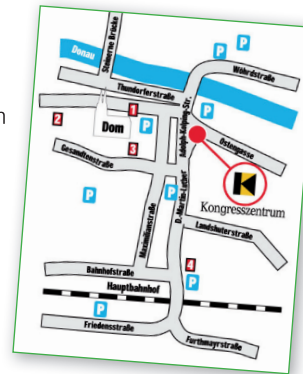 n
Steinerne Brücke
Donau
P
P
Wöhrdstraße
P
Thundorferstraße
Adolph-Kolping-Str.
P
1
2
Dom
P
3
Ostengasse
Gesandtenstraße
K
Kongresszentrum
P
P
Maximilianstraße
D.-Martin-Luther
Landshuterstraße
4
Bahnhofstraße
P
Hauptbahnhof
P
Friedensstraße
Furthmayrstraße